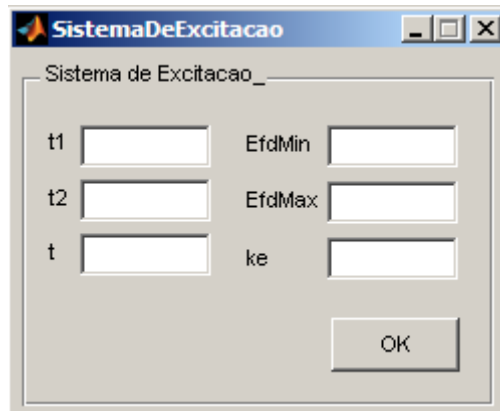 SistemaDeExcitacao
Sistema de Excitacao_
t1 EfdMin
t2 EfdMax
t ke
OK